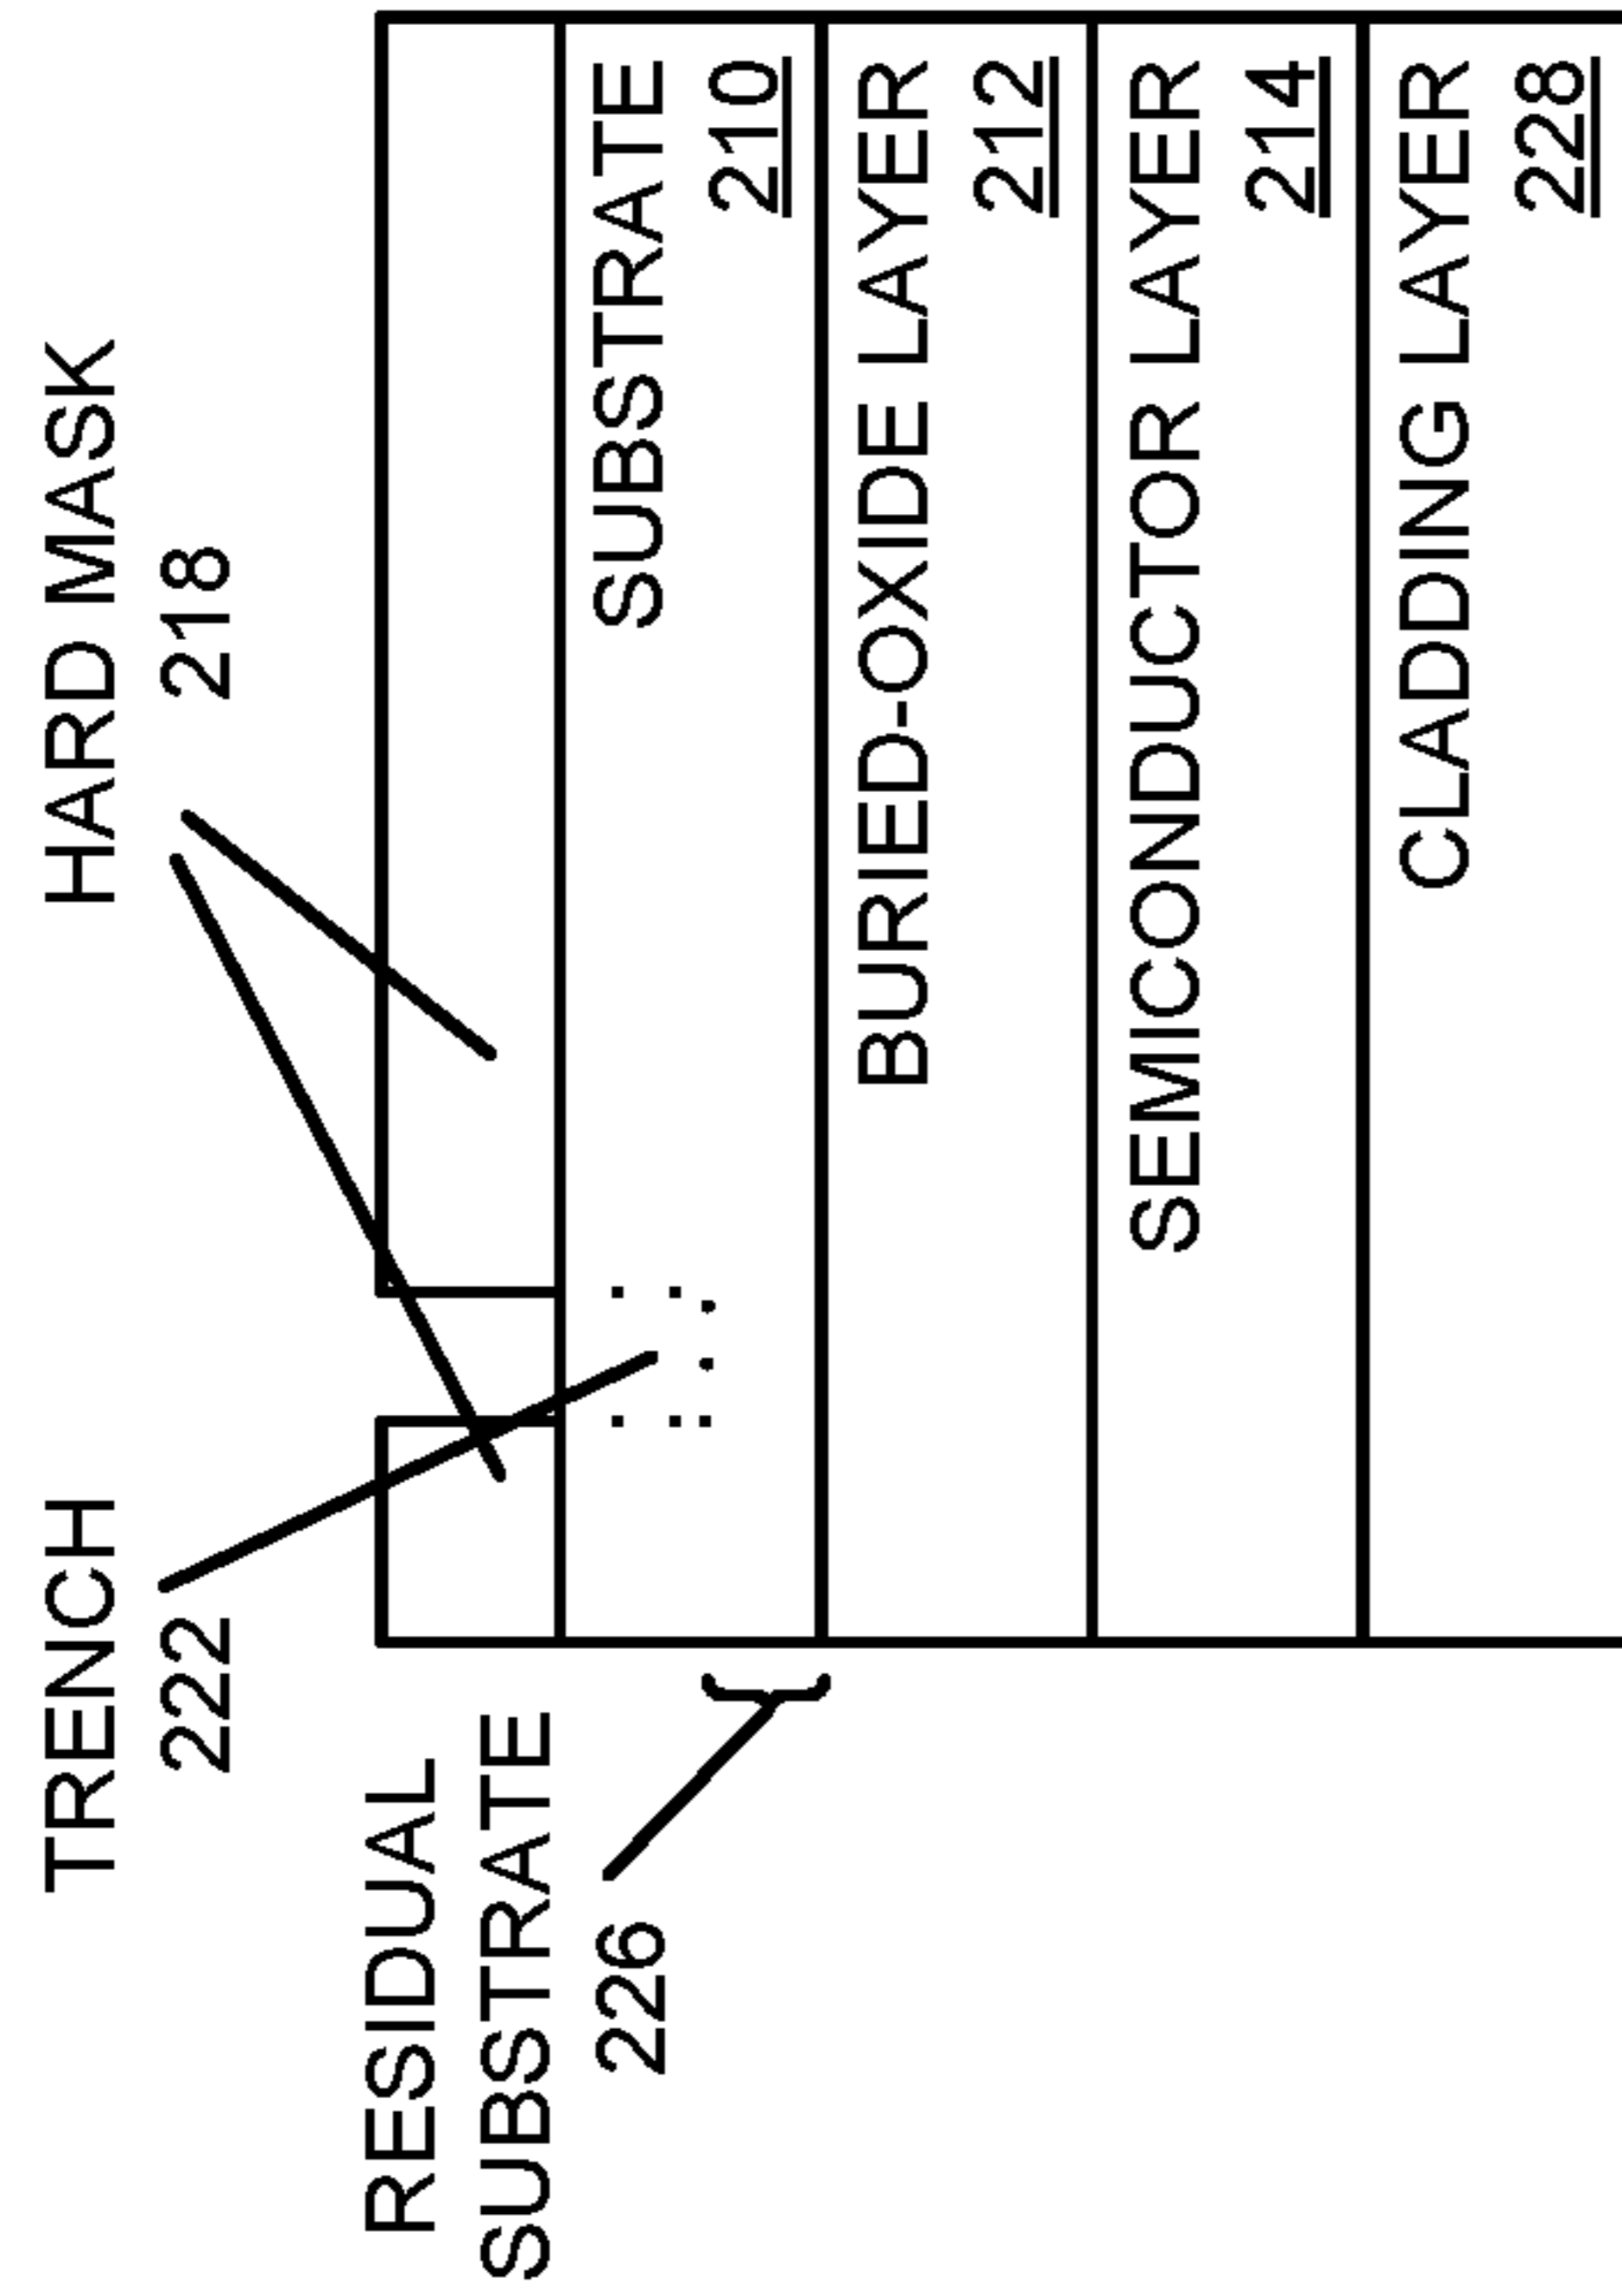 TRENCH
222
HARD MASK
218
RESIDUAL
SUBSTRATE
226
SUBSTRATE
210
BURIED-OXIDE LAYER
212
SEMICONDUCTOR LAYER
214
CLADDING LAYER
228